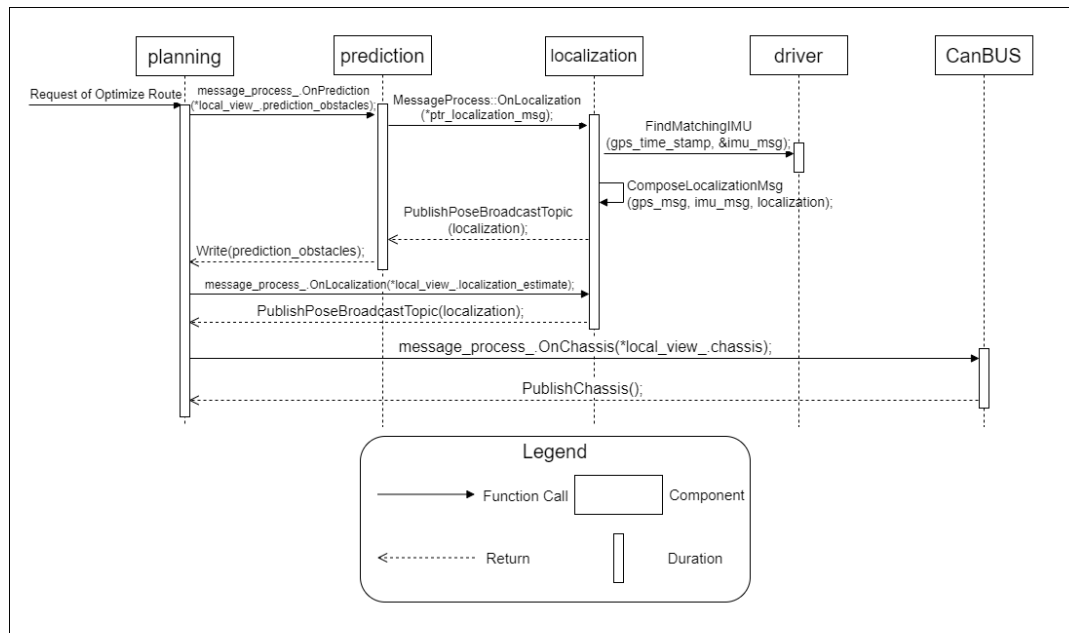 planning
prediction
localization
driver
CanBUS
Request of Optimize Route
message_process_.OnPrediction
(*local_view_.prediction_obstacles);
MessageProcess::OnLocalization
(*ptr_localization_msg);
FindMatchingIMU
(gps_time_stamp, &imu_msg);
ComposeLocalizationMsg
(gps_msg, imu_msg, localization);
PublishPoseBroadcastTopic
(localization);
Write(prediction_obstacles);
message_process_.OnLocalization(*local_view_.localization_estimate);
PublishPoseBroadcastTopic(localization);
message_process_.OnChassis(*local_view_.chassis);
PublishChassis();
Legend
Function Call
Component
Return
Duration